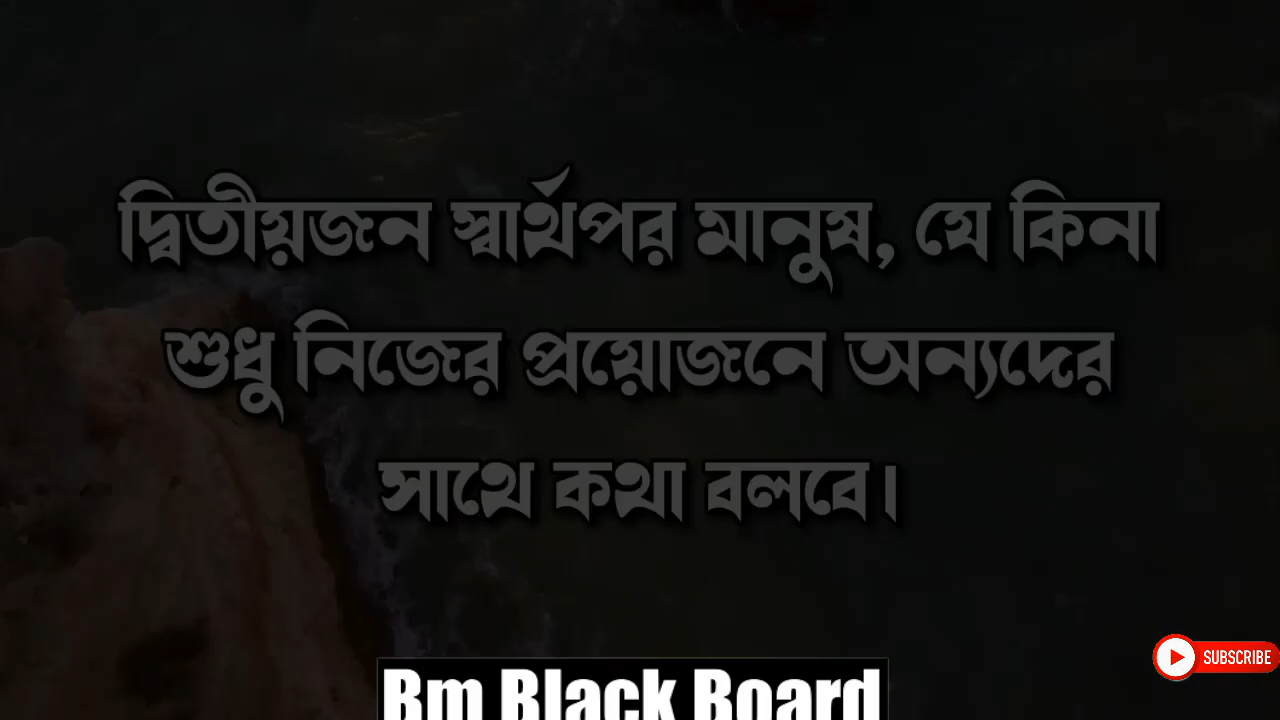 দ্বিতীয়জন স্বার্থপর মানুষ, যে কিনা
শুধু নিজের প্রয়োজনে অন্যদের
সাথে কথা বলবে।
SUBSCRIBE
Bm Black Board